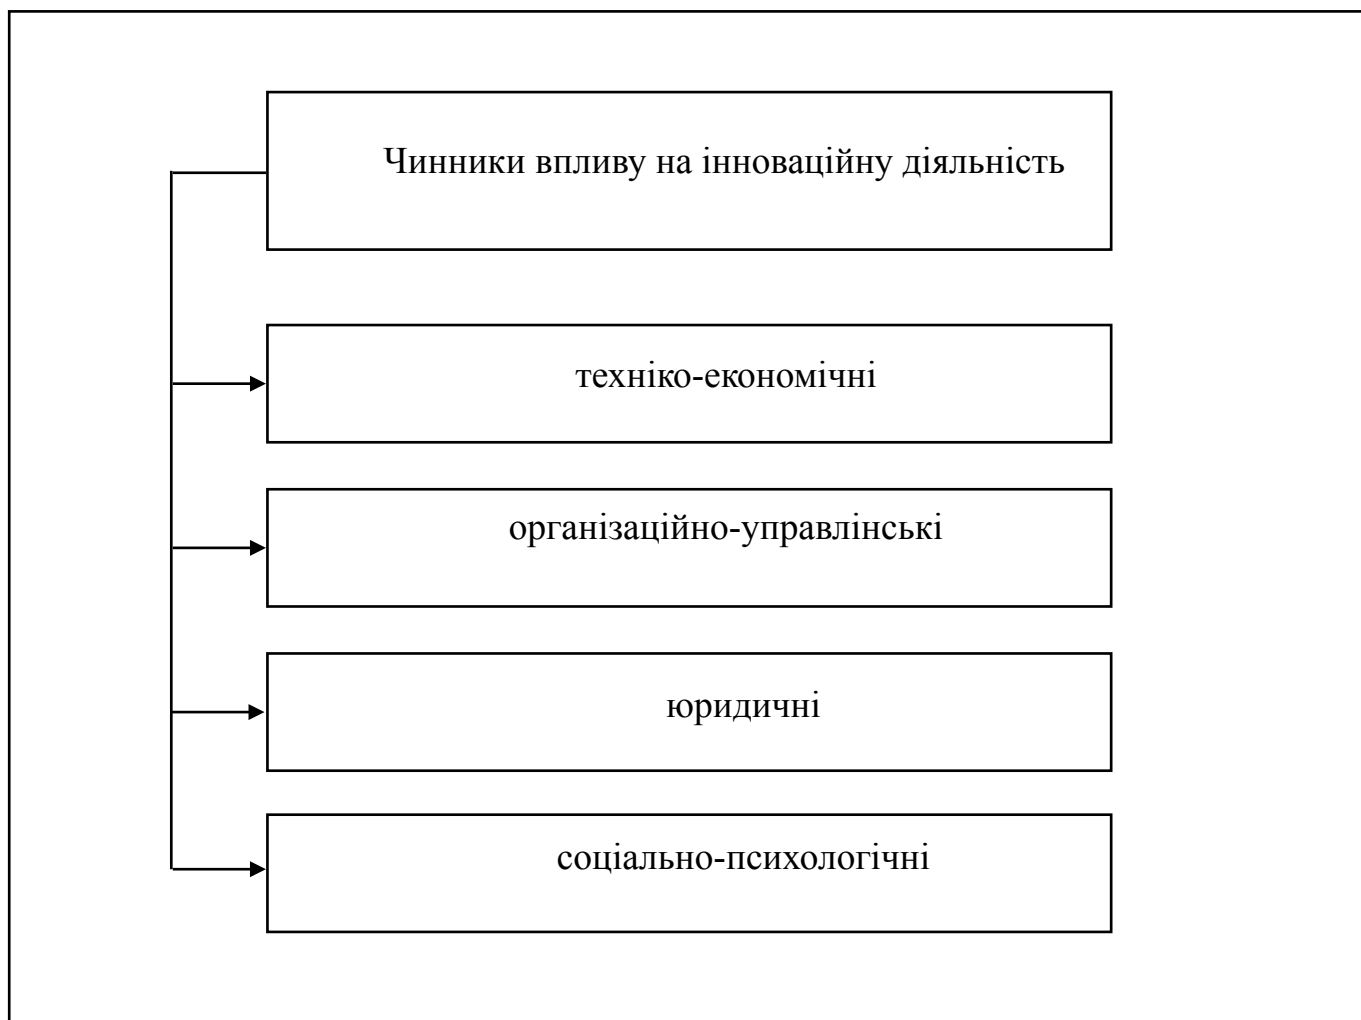 Чинники впливу на інноваційну діяльність
техніко-економічні
організаційно-управлінські
юридичні
соціально-психологічні